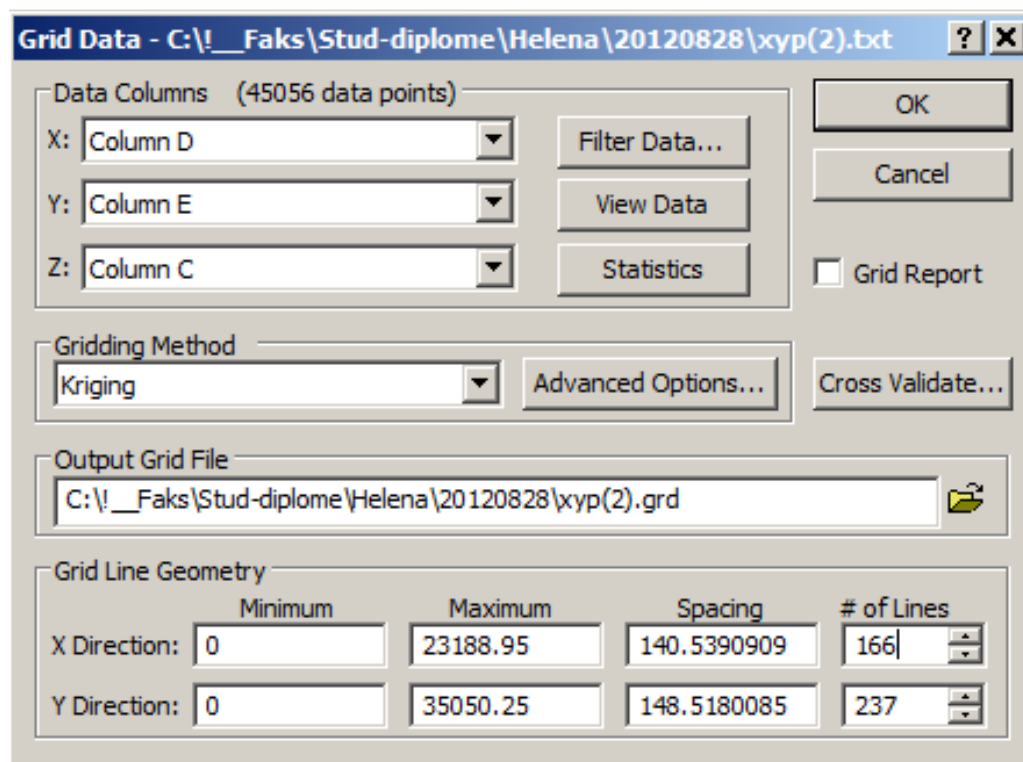 Grid Data - C:\!__Faks\Stud-diplome\Helena\20120828\xyp(2).txt
Data Columns (45056 data points)
X: Column D
Filter Data...
Y: Column E
View Data
Z: Column C
Statistics
OK
Cancel
Grid Report
Gridding Method
Kriging
Advanced Options...
Cross Validate...
Output Grid File
C:\!__Faks\Stud-diplome\Helena\20120828\xyp(2).grd
Grid Line Geometry
Minimum Maximum Spacing # of Lines
X Direction: 0 23188.95 140.5390909 166
Y Direction: 0 35050.25 148.5180085 237